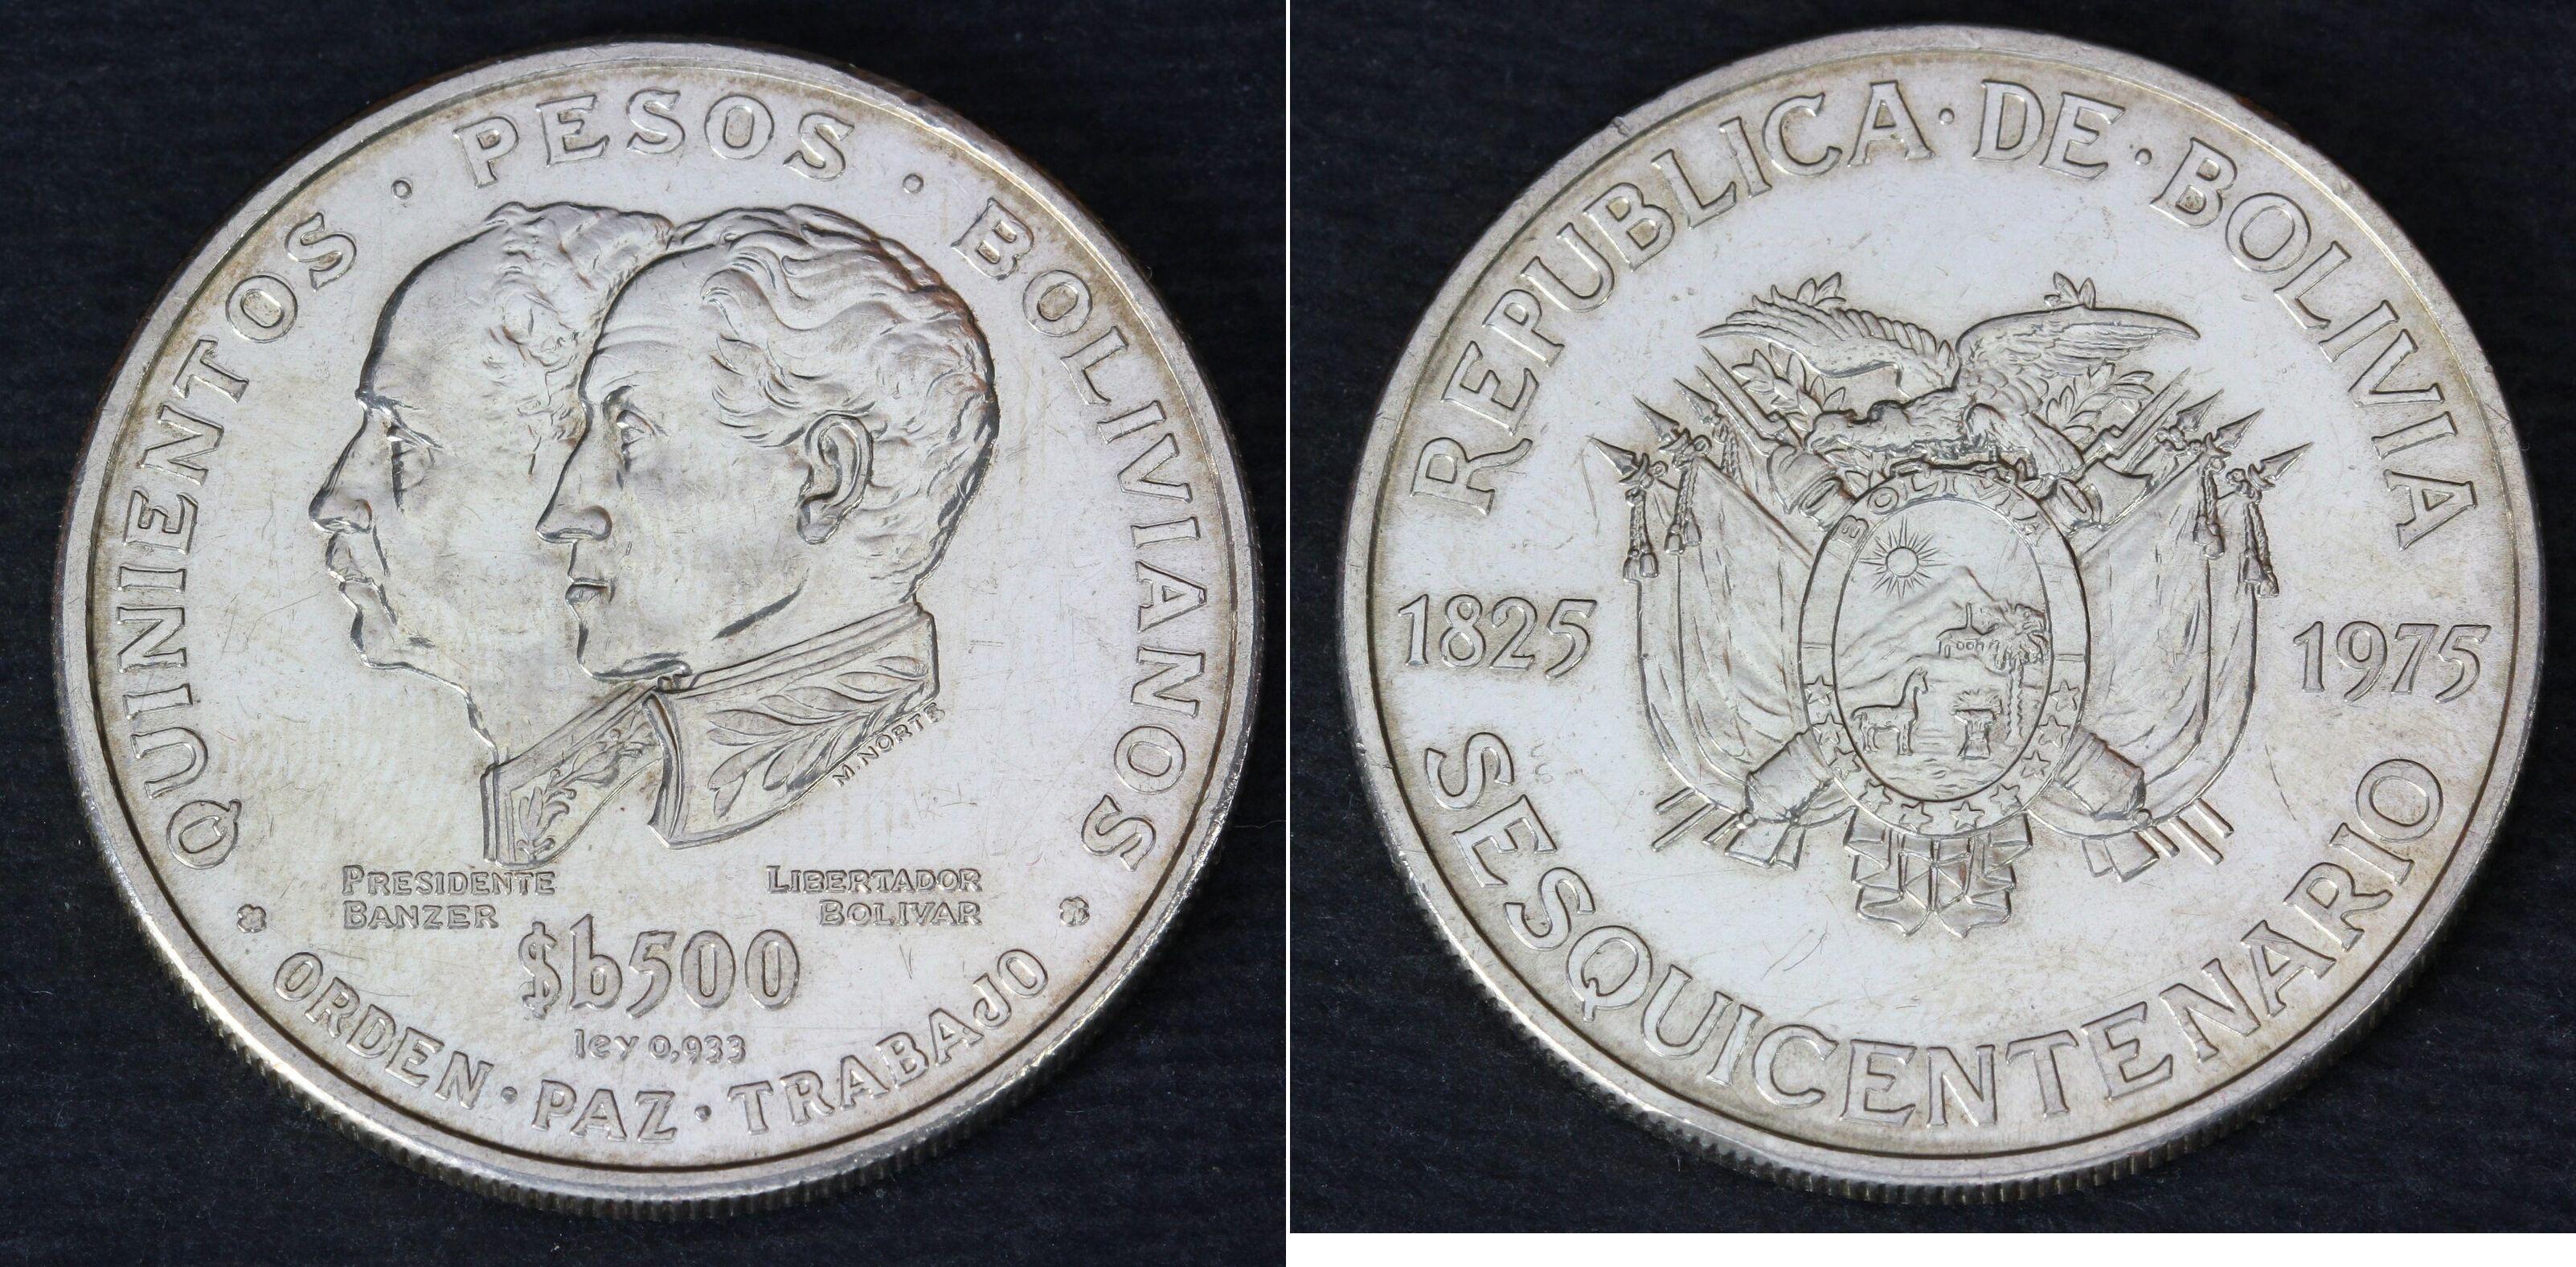 QUINIENTOS · PESOS · BOLIVIANOS
M. NORTE
PRESIDENTE
BANZER
LIBERTADOR
BOLIVAR
$b500
ley 0,933
ORDEN · PAZ · TRABAJO
REPUBLICA · DE · BOLIVIA
BOLIVIA
1825
1975
SESQUICENTENARIO